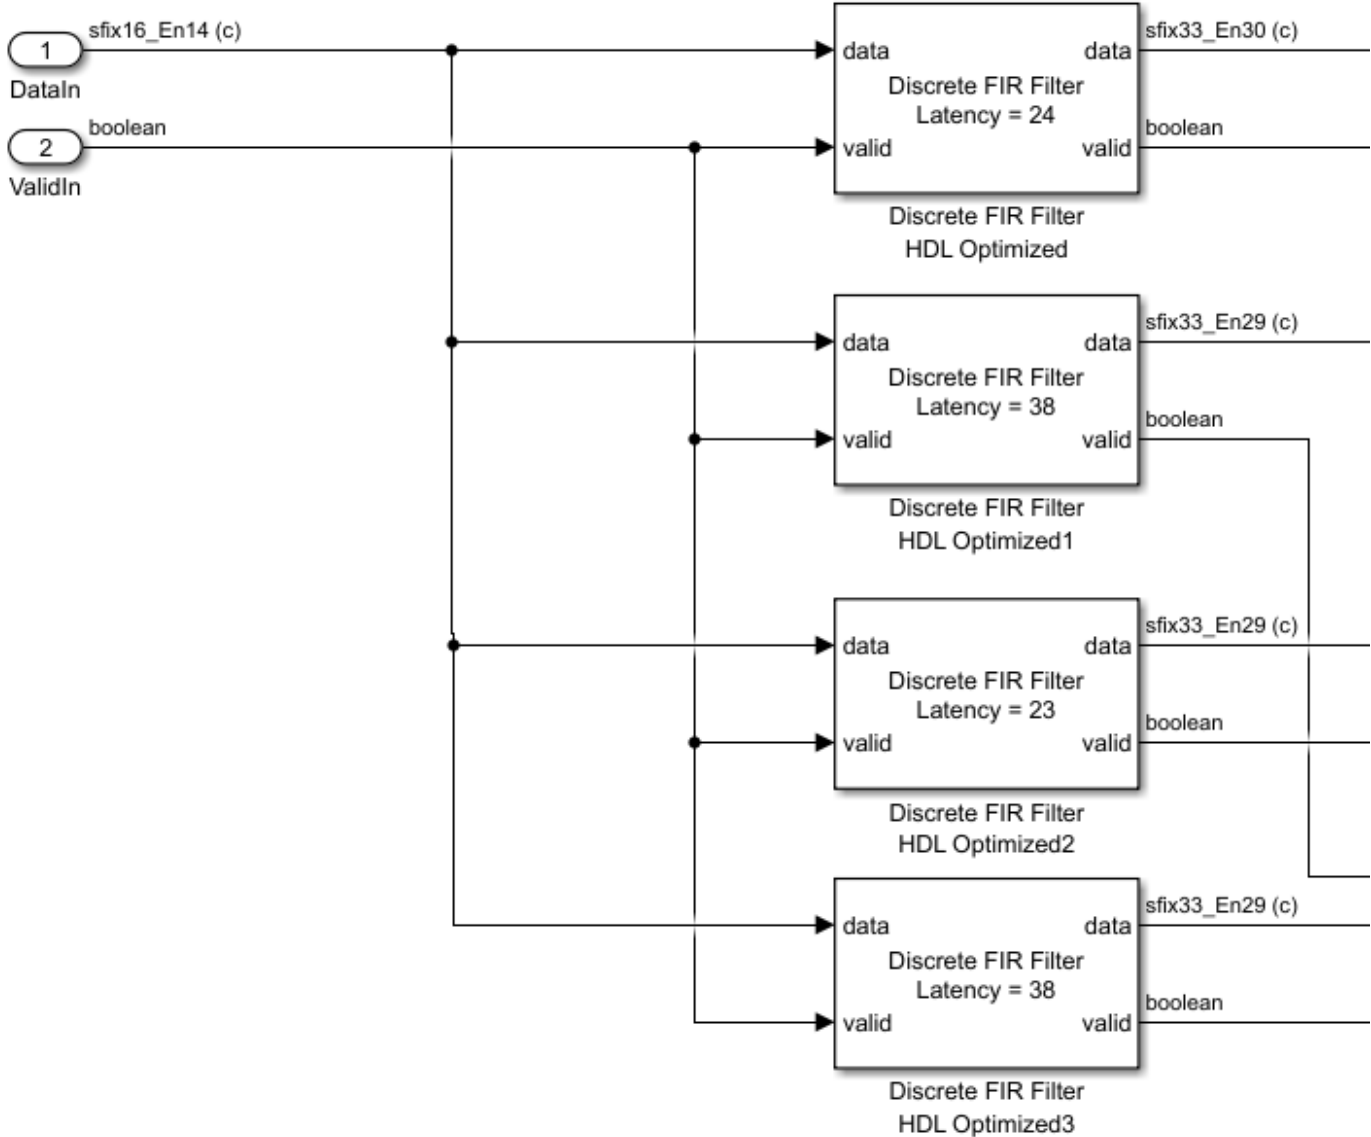 sfix16_En14 (c)
1
DataIn
boolean
2
ValidIn
data
data
sfix33_En30 (c)
Discrete FIR Filter
Latency = 24
valid
valid
boolean
Discrete FIR Filter
HDL Optimized
data
data
sfix33_En29 (c)
Discrete FIR Filter
Latency = 38
valid
valid
boolean
Discrete FIR Filter
HDL Optimized1
data
data
sfix33_En29 (c)
Discrete FIR Filter
Latency = 23
valid
valid
boolean
Discrete FIR Filter
HDL Optimized2
data
data
sfix33_En29 (c)
Discrete FIR Filter
Latency = 38
valid
valid
boolean
Discrete FIR Filter
HDL Optimized3